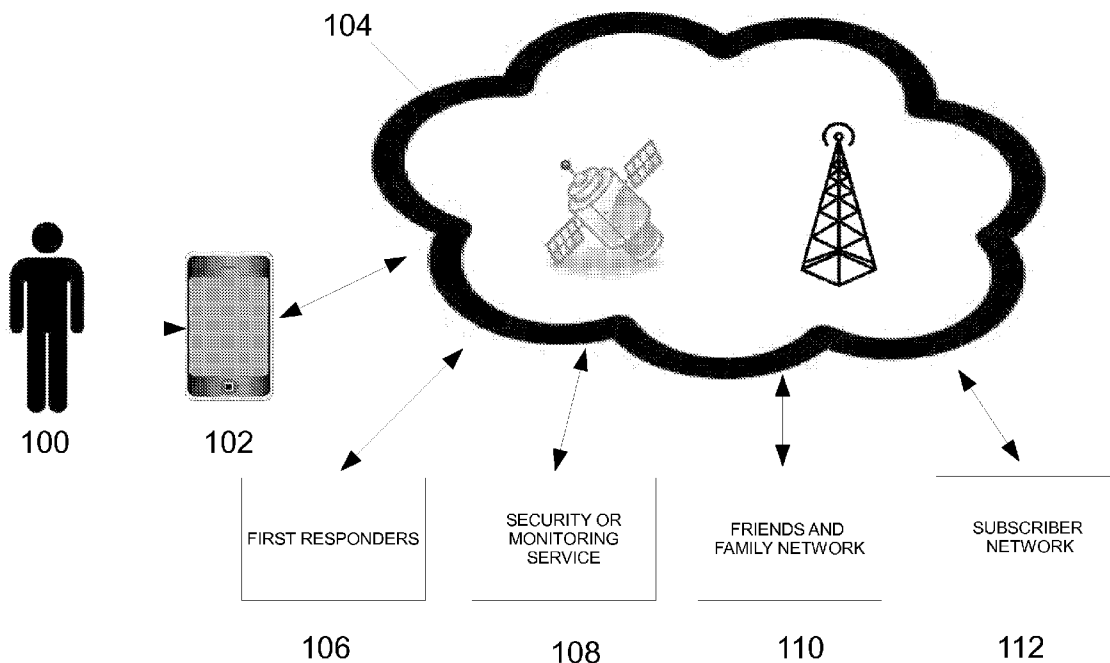 104
100
102
FIRST RESPONDERS
SECURITY OR
MONITORING
SERVICE
FRIENDS AND
FAMILY NETWORK
SUBSCRIBER
NETWORK
106
108
110
112